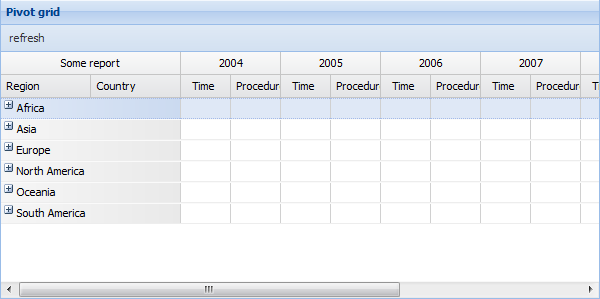 Pivot grid
refresh
Some report 2004 2005 2006 2007
Region Country Time Procedur Time Procedur Time Procedur Time Procedur
Africa
Asia
Europe
North America
Oceania
South America